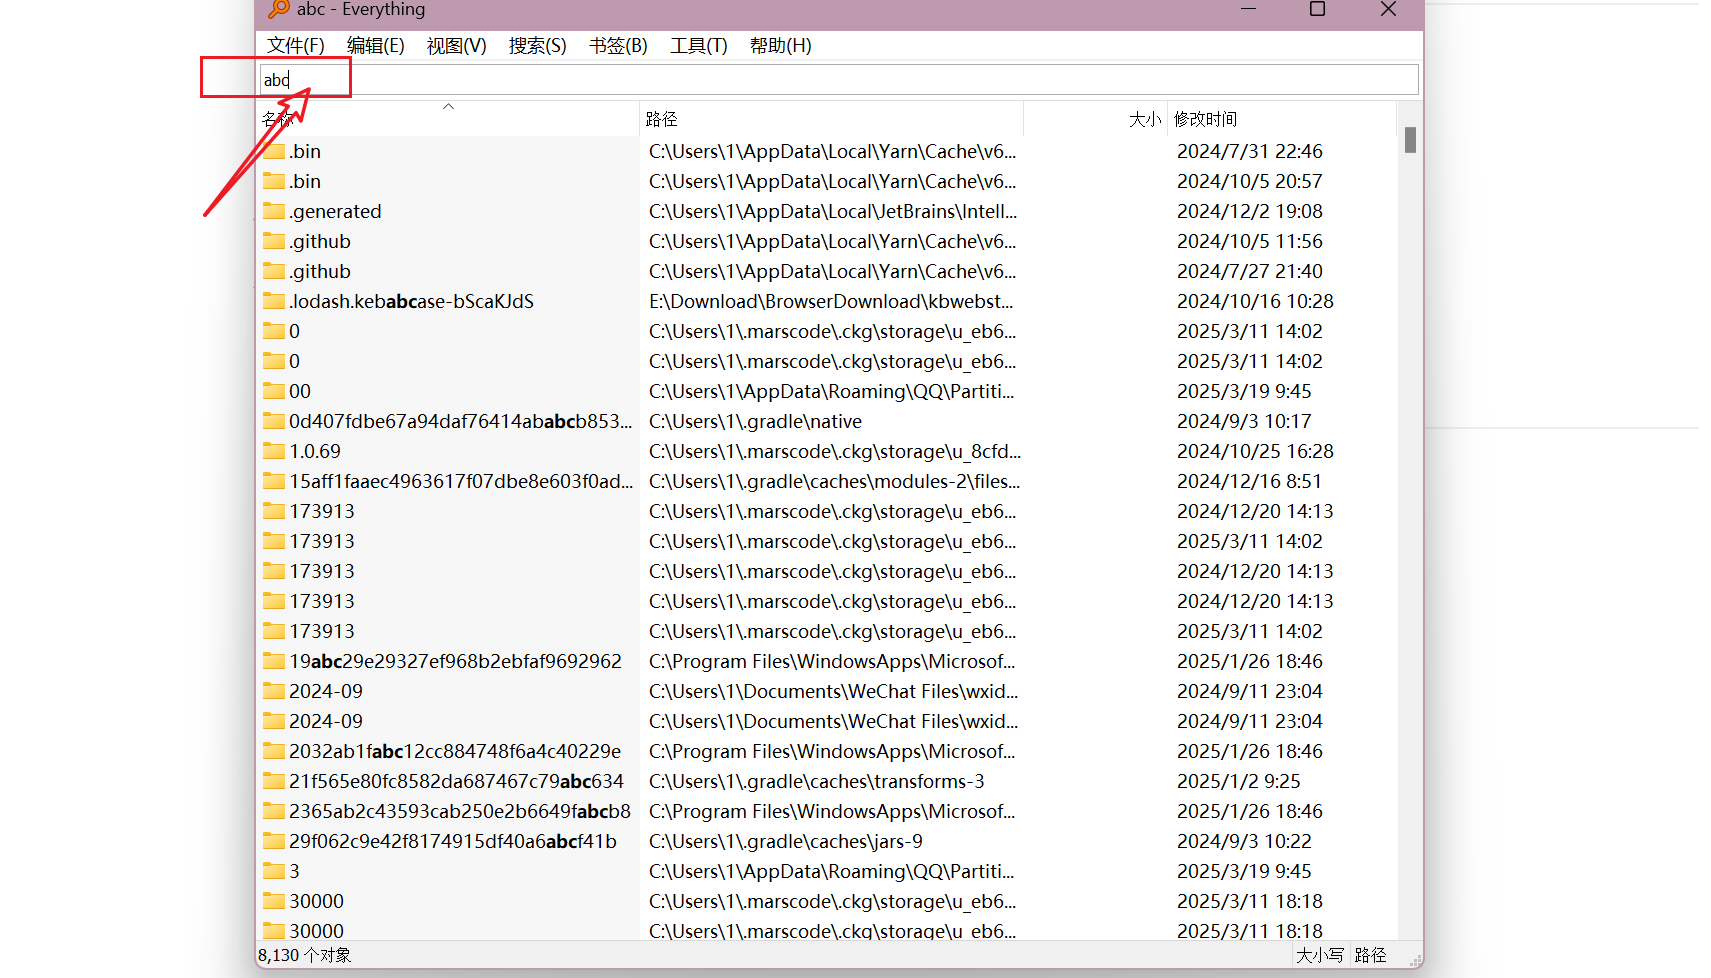 abc - Everything
文件(F) 编辑(E) 视图(V) 搜索(S) 书签(B) 工具(T) 帮助(H)
abc
名称 路径 大小 修改时间
.bin C:\Users\1\AppData\Local\Yarn\Cache\v6... 2024/7/31 22:46
.bin C:\Users\1\AppData\Local\Yarn\Cache\v6... 2024/10/5 20:57
.generated C:\Users\1\AppData\Local\JetBrains\Intell... 2024/12/2 19:08
.github C:\Users\1\AppData\Local\Yarn\Cache\v6... 2024/10/5 11:56
.github C:\Users\1\AppData\Local\Yarn\Cache\v6... 2024/7/27 21:40
.lodash.kebabcase-bScaKJdS E:\Download\BrowserDownload\kbwebst... 2024/10/16 10:28
0 C:\Users\1\.marscode\.ckg\storage\u_eb6... 2025/3/11 14:02
0 C:\Users\1\.marscode\.ckg\storage\u_eb6... 2025/3/11 14:02
00 C:\Users\1\AppData\Roaming\QQ\Partiti... 2025/3/19 9:45
0d407fdbe67a94daf76414ababcb853... C:\Users\1\.gradle\native 2024/9/3 10:17
1.0.69 C:\Users\1\.marscode\.ckg\storage\u_8cfd... 2024/10/25 16:28
15aff1faaec4963617f07dbe8e603f0ad... C:\Users\1\.gradle\caches\modules-2\files... 2024/12/16 8:51
173913 C:\Users\1\.marscode\.ckg\storage\u_eb6... 2024/12/20 14:13
173913 C:\Users\1\.marscode\.ckg\storage\u_eb6... 2025/3/11 14:02
173913 C:\Users\1\.marscode\.ckg\storage\u_eb6... 2024/12/20 14:13
173913 C:\Users\1\.marscode\.ckg\storage\u_eb6... 2024/12/20 14:13
173913 C:\Users\1\.marscode\.ckg\storage\u_eb6... 2025/3/11 14:02
19abc29e29327ef968b2ebfaf9692962 C:\Program Files\WindowsApps\Microsof... 2025/1/26 18:46
2024-09 C:\Users\1\Documents\WeChat Files\wxid... 2024/9/11 23:04
2024-09 C:\Users\1\Documents\WeChat Files\wxid... 2024/9/11 23:04
2032ab1fabc12cc884748f6a4c40229e C:\Program Files\WindowsApps\Microsof... 2025/1/26 18:46
21f565e80fc8582da687467c79abc634 C:\Users\1\.gradle\caches\transforms-3 2025/1/2 9:25
2365ab2c43593cab250e2b6649fabcb8 C:\Program Files\WindowsApps\Microsof... 2025/1/26 18:46
29f062c9e42f8174915df40a6abcf41b C:\Users\1\.gradle\caches\jars-9 2024/9/3 10:22
3 C:\Users\1\AppData\Roaming\QQ\Partiti... 2025/3/19 9:45
30000 C:\Users\1\.marscode\.ckg\storage\u_eb6... 2025/3/11 18:18
30000 C:\Users\1\.marscode\.ckg\storage\u_eb6... 2025/3/11 18:18
8,130 个对象 大小写 路径